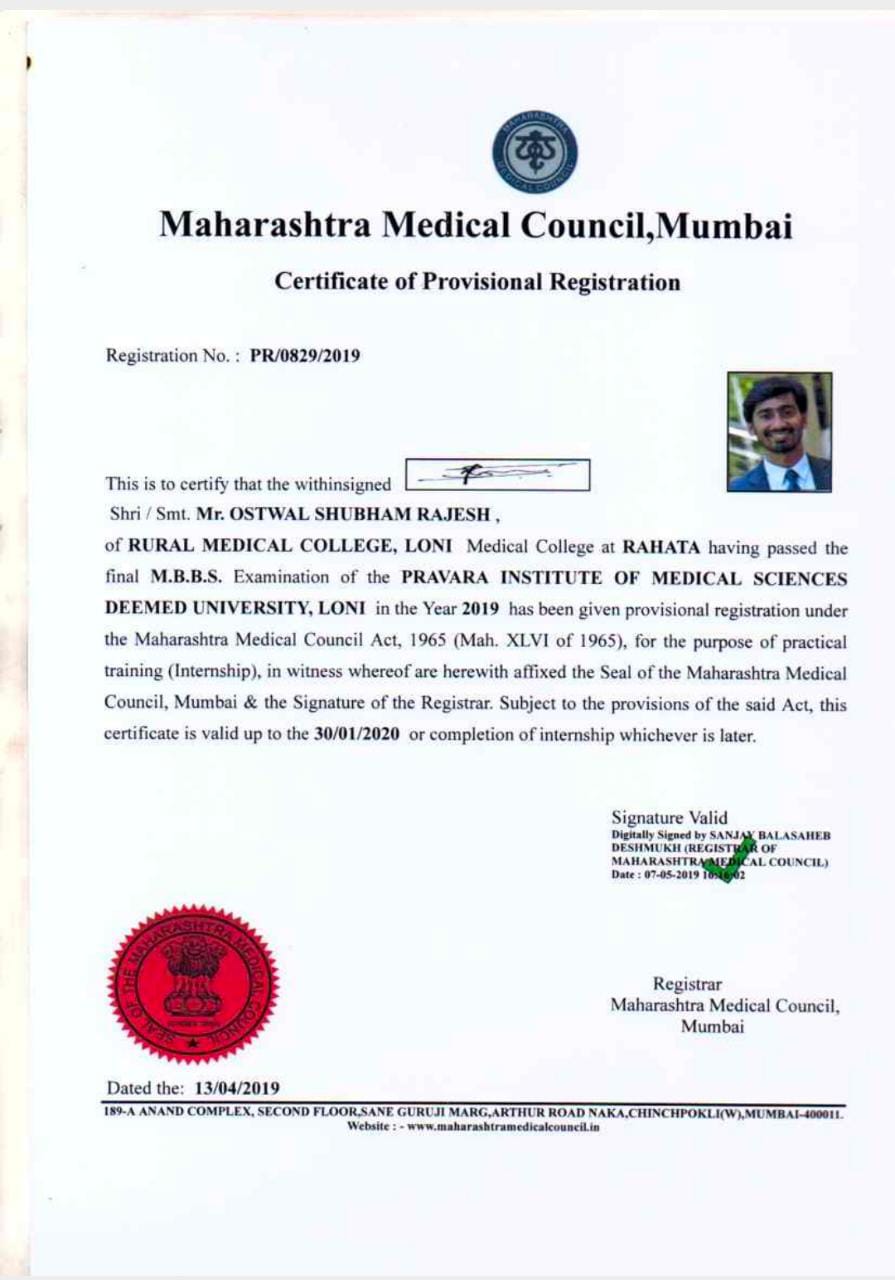 MAHARASHTRA
MEDICAL COUNCIL
Maharashtra Medical Council,Mumbai
Certificate of Provisional Registration
Registration No. : PR/0829/2019
This is to certify that the withinsigned
Shri / Smt. Mr. OSTWAL SHUBHAM RAJESH ,
of RURAL MEDICAL COLLEGE, LONI Medical College at RAHATA having passed the
final M.B.B.S. Examination of the PRAVARA INSTITUTE OF MEDICAL SCIENCES
DEEMED UNIVERSITY, LONI in the Year 2019 has been given provisional registration under
the Maharashtra Medical Council Act, 1965 (Mah. XLVI of 1965), for the purpose of practical
training (Internship), in witness whereof are herewith affixed the Seal of the Maharashtra Medical
Council, Mumbai & the Signature of the Registrar. Subject to the provisions of the said Act, this
certificate is valid up to the 30/01/2020 or completion of internship whichever is later.
Signature Valid
Digitally Signed by SANJAY BALASAHEB
DESHMUKH (REGISTRAR OF
MAHARASHTRA MEDICAL COUNCIL)
Date : 07-05-2019 16:16:02
SEAL OF THE MAHARASHTRA MEDICAL COUNCIL
Registrar
Maharashtra Medical Council,
Mumbai
Dated the: 13/04/2019
189-A ANAND COMPLEX, SECOND FLOOR,SANE GURUJI MARG,ARTHUR ROAD NAKA,CHINCHPOKLI(W),MUMBAI-400011.
Website : - www.maharashtramedicalcouncil.in